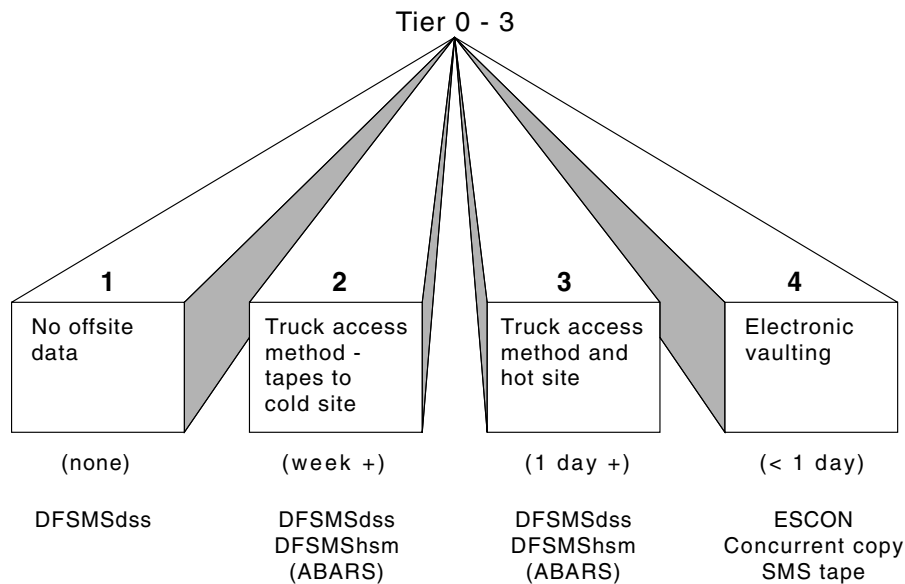 Tier 0 - 3
1
No offsite
data
(none)
DFSMSdss
2
Truck access
method -
tapes to
cold site
(week +)
DFSMSdss
DFSMShsm
(ABARS)
3
Truck access
method and
hot site
(1 day +)
DFSMSdss
DFSMShsm
(ABARS)
4
Electronic
vaulting
(< 1 day)
ESCON
Concurrent copy
SMS tape